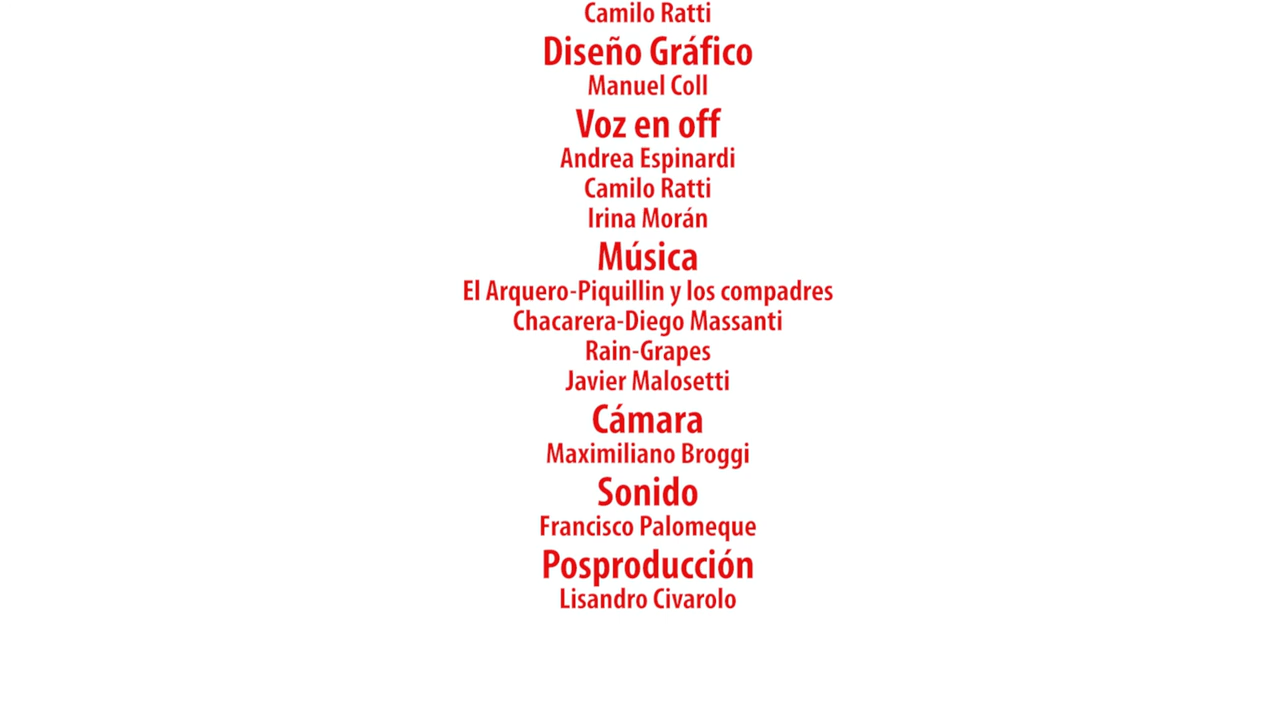 Camilo Ratti
Diseño Gráfico
Manuel Coll
Voz en off
Andrea Espinardi
Camilo Ratti
Irina Morán
Música
El Arquero-Piquillin y los compadres
Chacarera-Diego Massanti
Rain-Grapes
Javier Malosetti
Cámara
Maximiliano Broggi
Sonido
Francisco Palomeque
Posproducción
Lisandro Civarolo